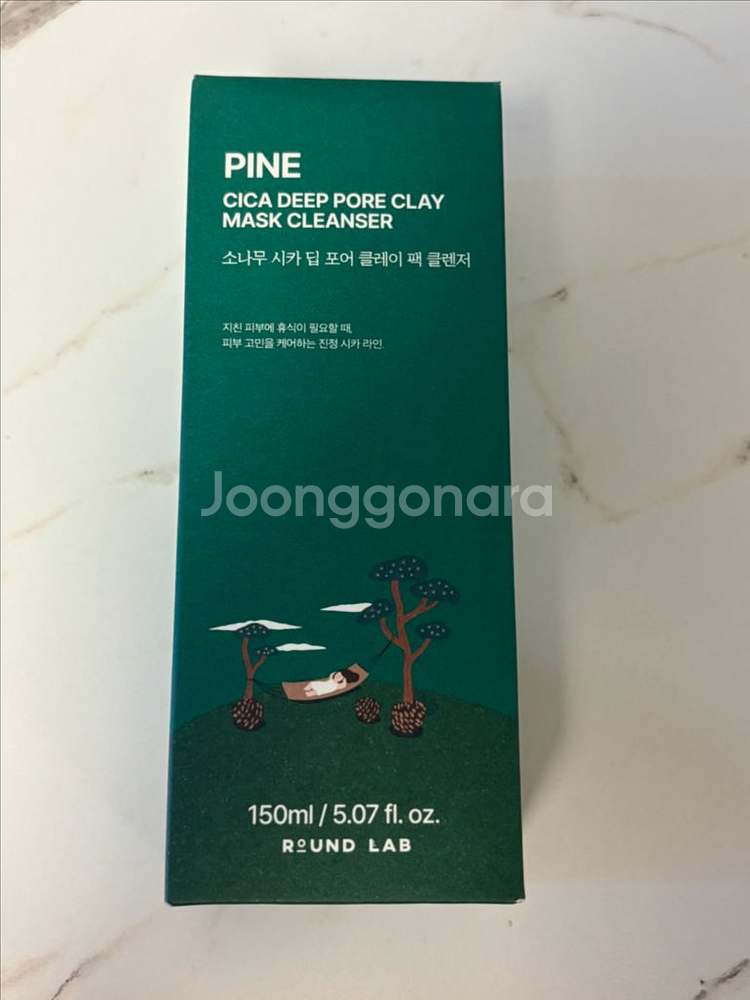 PINE
CICA DEEP PORE CLAY
MASK CLEANSER
소나무 시카 딥 포어 클레이 팩 클렌저
지친 피부에 휴식이 필요할 때,
피부 고민을 케어하는 진정 시카 라인.
Joonggonara
150ml / 5.07 fl. oz.
ROUND LAB